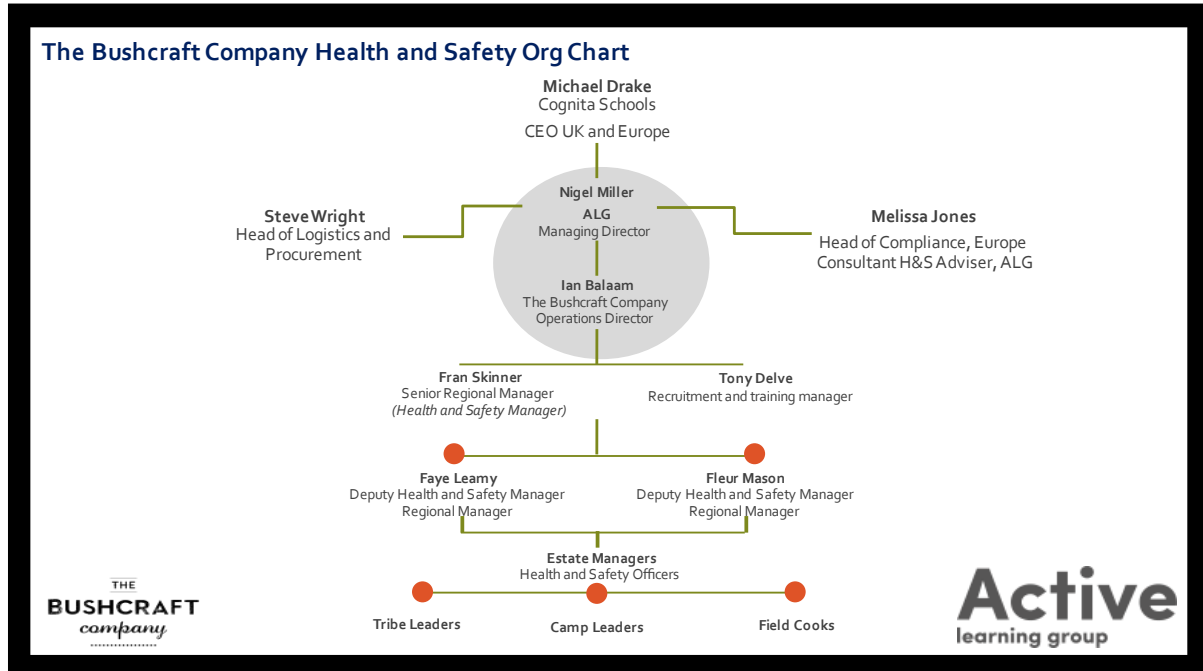 The Bushcraft Company Health and Safety Org Chart
Michael Drake
Cognita Schools
CEO UK and Europe
Nigel Miller
ALG
Managing Director
Steve Wright
Head of Logistics and
Procurement
Melissa Jones
Head of Compliance, Europe
Consultant H&S Adviser, ALG
Ian Balaam
The Bushcraft Company
Operations Director
Fran Skinner
Senior Regional Manager
(Health and Safety Manager)
Tony Delve
Recruitment and training manager
Faye Leamy
Deputy Health and Safety Manager
Regional Manager
Fleur Mason
Deputy Health and Safety Manager
Regional Manager
Estate Managers
Health and Safety Officers
Tribe Leaders
Camp Leaders
Field Cooks
THE
BUSHCRAFT
company
Active
learning group